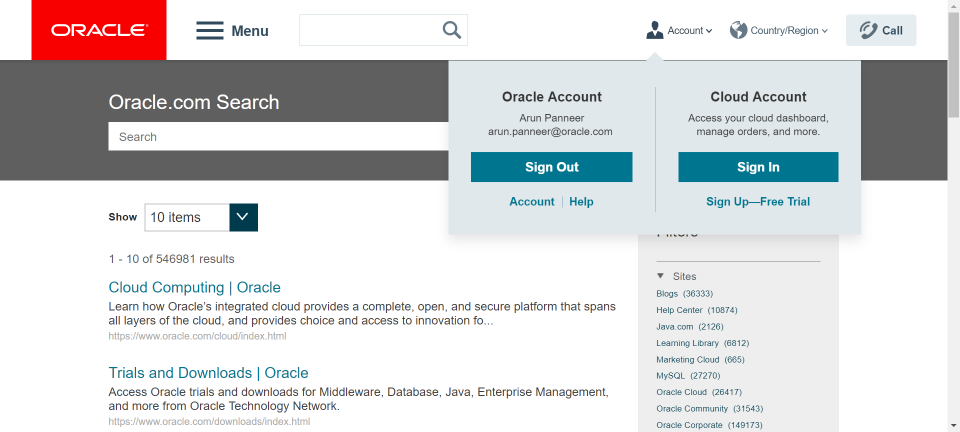 ORACLE
Menu
Account
Country/Region
Call
Oracle.com Search
Search
Oracle Account
Arun Panneer
arun.panneer@oracle.com
Sign Out
Account | Help
Cloud Account
Access your cloud dashboard,
manage orders, and more.
Sign In
Sign Up—Free Trial
Show
10 items
1 - 10 of 546981 results
Cloud Computing | Oracle
Learn how Oracle's integrated cloud provides a complete, open, and secure platform that spans
all layers of the cloud, and provides choice and access to innovation fo...
https://www.oracle.com/cloud/index.html
Trials and Downloads | Oracle
Access Oracle trials and downloads for Middleware, Database, Java, Enterprise Management,
and more from Oracle Technology Network.
https://www.oracle.com/downloads/index.html
Filters
Sites
Blogs (36333)
Help Center (10874)
Java.com (2126)
Learning Library (6812)
Marketing Cloud (665)
MySQL (27270)
Oracle Cloud (26417)
Oracle Community (31543)
Oracle Corporate (149173)